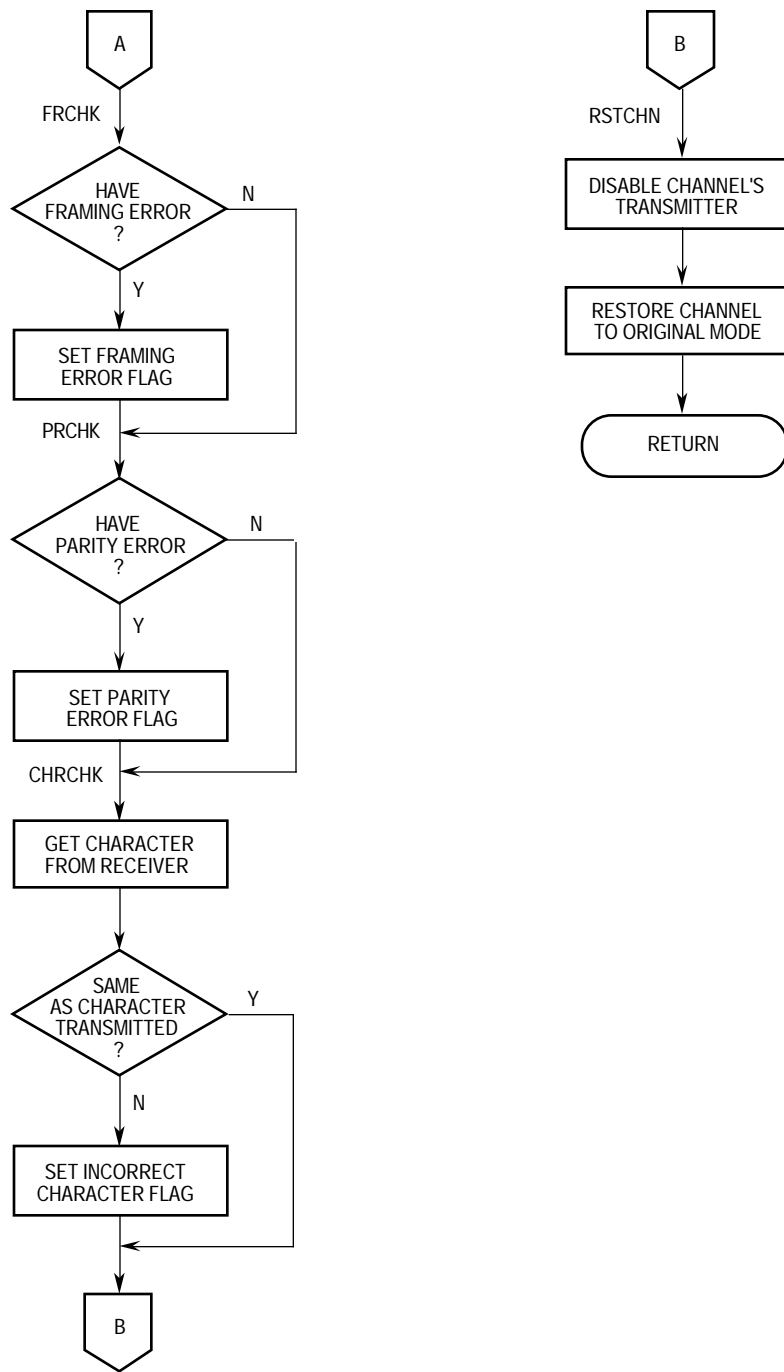 A
FRCHK
HAVE
FRAMING ERROR
?
N
Y
SET FRAMING
ERROR FLAG
PRCHK
HAVE
PARITY ERROR
?
N
Y
SET PARITY
ERROR FLAG
CHRCHK
GET CHARACTER
FROM RECEIVER
SAME
AS CHARACTER
TRANSMITTED
?
Y
N
SET INCORRECT
CHARACTER FLAG
B
B
RSTCHN
DISABLE CHANNEL'S
TRANSMITTER
RESTORE CHANNEL
TO ORIGINAL MODE
RETURN